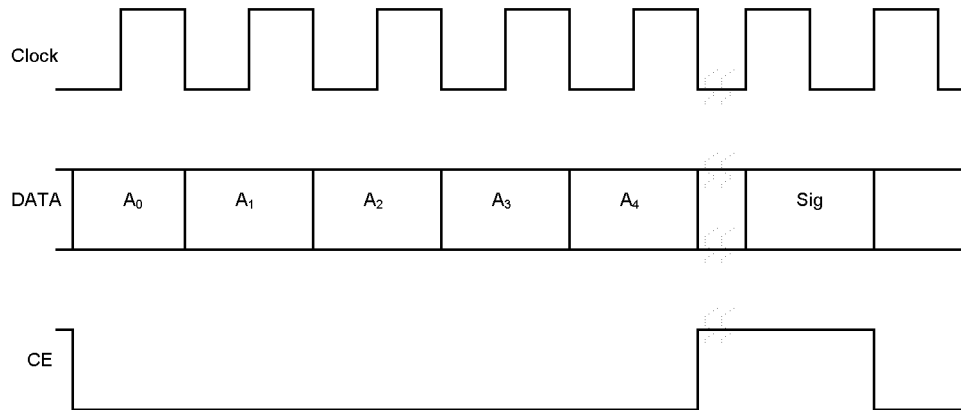 Clock
DATA A₀ A₁ A₂ A₃ A₄ Sig
CE